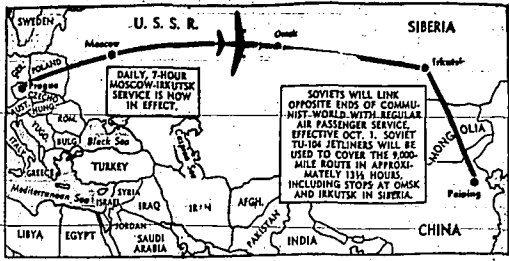 SWEDEN
U.S.S.R.
SIBERIA
Moscow
Omsk
Irkutsk
GER.
POLAND
Prague
CZECHO.
AUST.
HUNG.
ROM.
YUGO.
BULG.
ITALY
GREECE
Black Sea
Caspian Sea
TURKEY
Mediterranean Sea
SYRIA
ISRAEL
IRAQ
IRAN
AFGH.
PAKISTAN
INDIA
LIBYA
EGYPT
JORDAN
SAUDI
ARABIA
MONGOLIA
Peiping
CHINA
DAILY, 7-HOUR
MOSCOW-IRKUTSK
SERVICE IS NOW
IN EFFECT.
SOVIETS WILL LINK
OPPOSITE ENDS OF COMMU-
NIST-WORLD WITH REGULAR
AIR PASSENGER SERVICE,
EFFECTIVE OCT. 1. SOVIET
TU-104 JETLINERS WILL BE
USED TO COVER THE 9,000-
MILE ROUTE IN APPROXI-
MATELY 13½ HOURS,
INCLUDING STOPS AT OMSK
AND IRKUTSK IN SIBERIA.